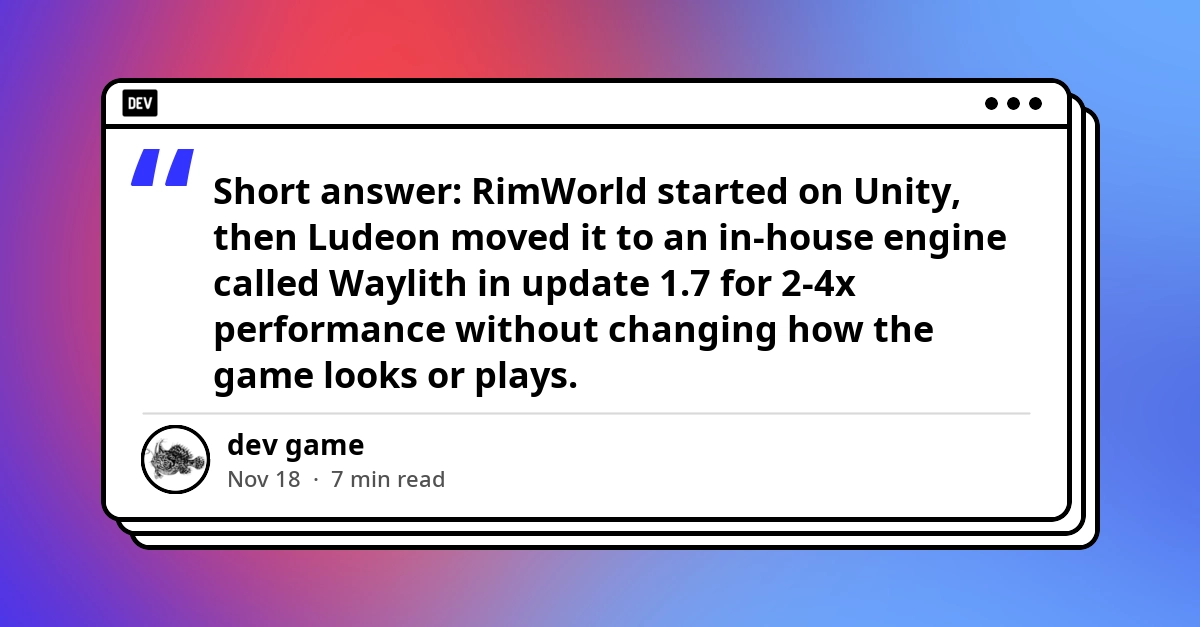 DEV
“
Short answer: RimWorld started on Unity,
then Ludeon moved it to an in-house engine
called Waylith in update 1.7 for 2-4x
performance without changing how the
game looks or plays.
dev game
Nov 18 · 7 min read